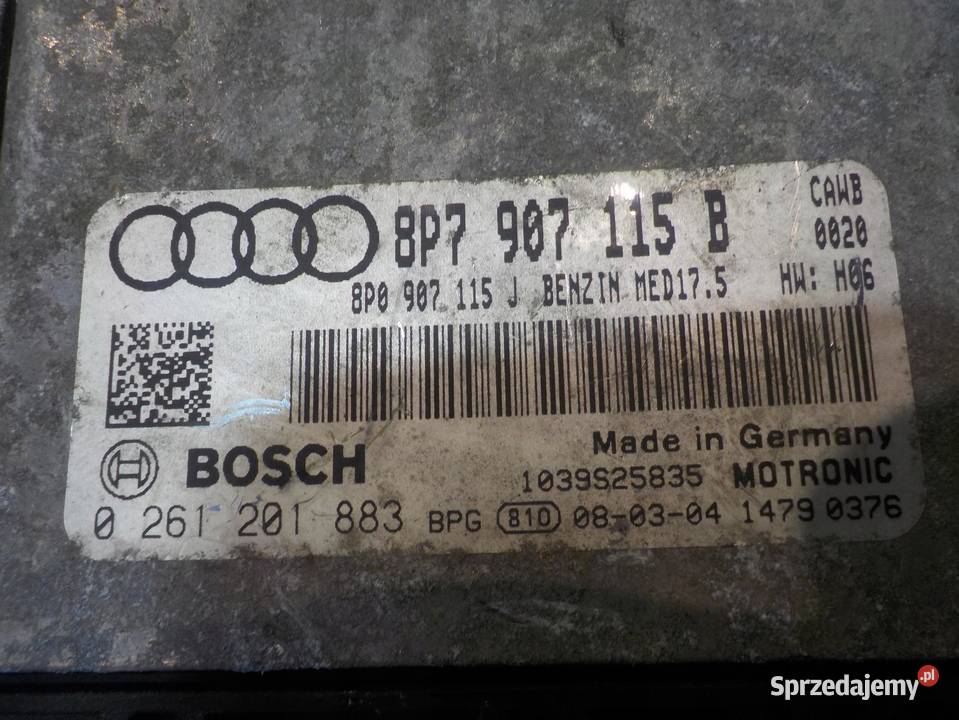 8P7 907 115 B CAWB
0020
8P0 907 115 J BENZIN MED17.5 HW: H06
Made in Germany
BOSCH 1039S25835 MOTRONIC
0 261 201 883 BPG 810 08-03-04 1479 0376
Sprzedajemy.pl